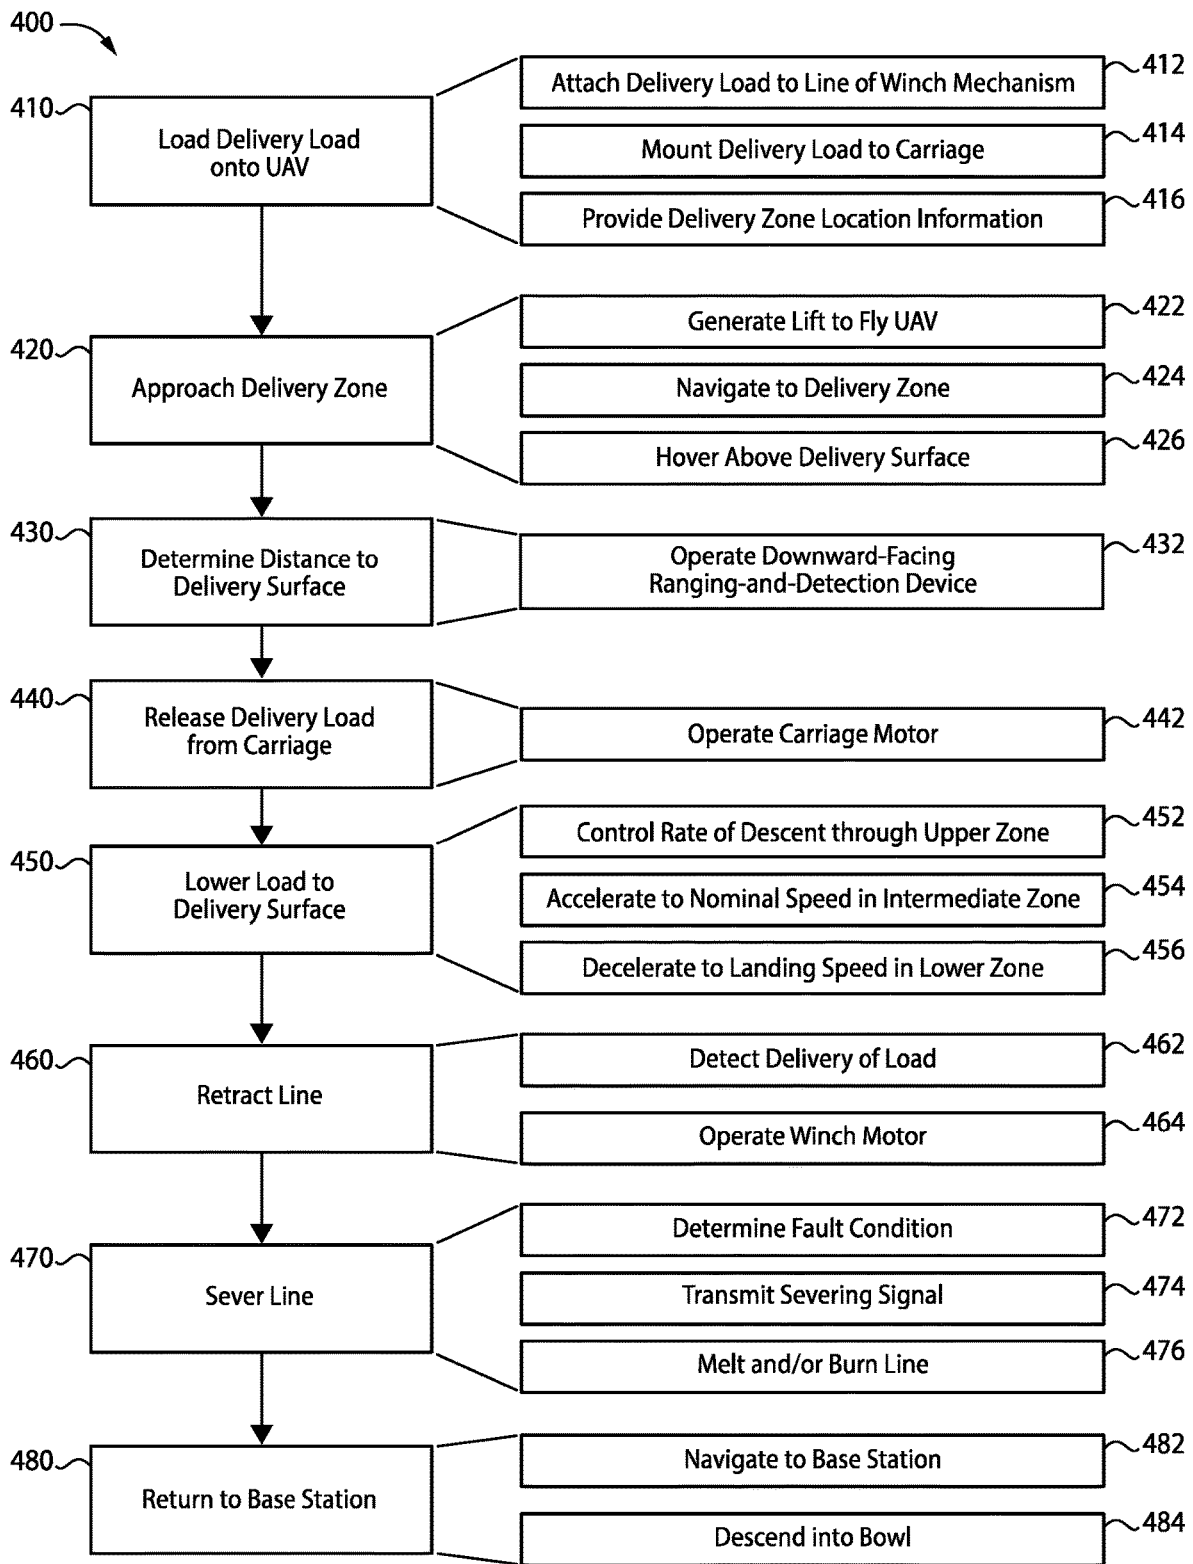 400
410
Load Delivery Load
onto UAV
Attach Delivery Load to Line of Winch Mechanism
412
Mount Delivery Load to Carriage
414
Provide Delivery Zone Location Information
416
420
Approach Delivery Zone
Generate Lift to Fly UAV
422
Navigate to Delivery Zone
424
Hover Above Delivery Surface
426
430
Determine Distance to
Delivery Surface
Operate Downward-Facing
Ranging-and-Detection Device
432
440
Release Delivery Load
from Carriage
Operate Carriage Motor
442
450
Lower Load to
Delivery Surface
Control Rate of Descent through Upper Zone
452
Accelerate to Nominal Speed in Intermediate Zone
454
Decelerate to Landing Speed in Lower Zone
456
460
Retract Line
Detect Delivery of Load
462
Operate Winch Motor
464
470
Sever Line
Determine Fault Condition
472
Transmit Severing Signal
474
Melt and/or Burn Line
476
480
Return to Base Station
Navigate to Base Station
482
Descend into Bowl
484